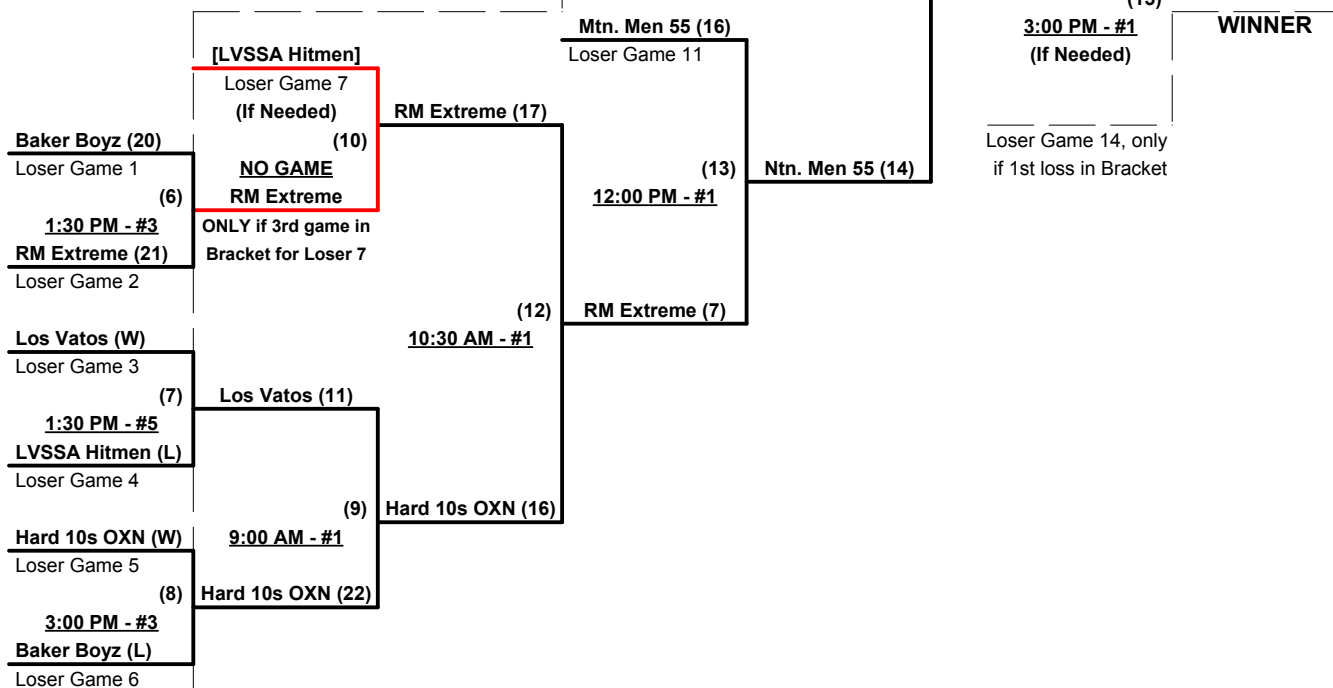 Mtn. Men 55 (16)
Loser Game 11
3:00 PM - #1
(If Needed)
WINNER
[LVSSA Hitmen]
Loser Game 7
(If Needed)
(10)
NO GAME
RM Extreme
ONLY if 3rd game in
Bracket for Loser 7
RM Extreme (17)
Baker Boyz (20)
Loser Game 1
(6)
1:30 PM - #3
RM Extreme (21)
Loser Game 2
Loser Game 14, only
if 1st loss in Bracket
(13)
12:00 PM - #1
Ntn. Men 55 (14)
(12)
10:30 AM - #1
RM Extreme (7)
Los Vatos (W)
Loser Game 3
(7)
1:30 PM - #5
LVSSA Hitmen (L)
Loser Game 4
Los Vatos (11)
(9)
9:00 AM - #1
Hard 10s OXN (16)
Hard 10s OXN (W)
Loser Game 5
(8)
3:00 PM - #3
Baker Boyz (L)
Loser Game 6
Hard 10s OXN (22)